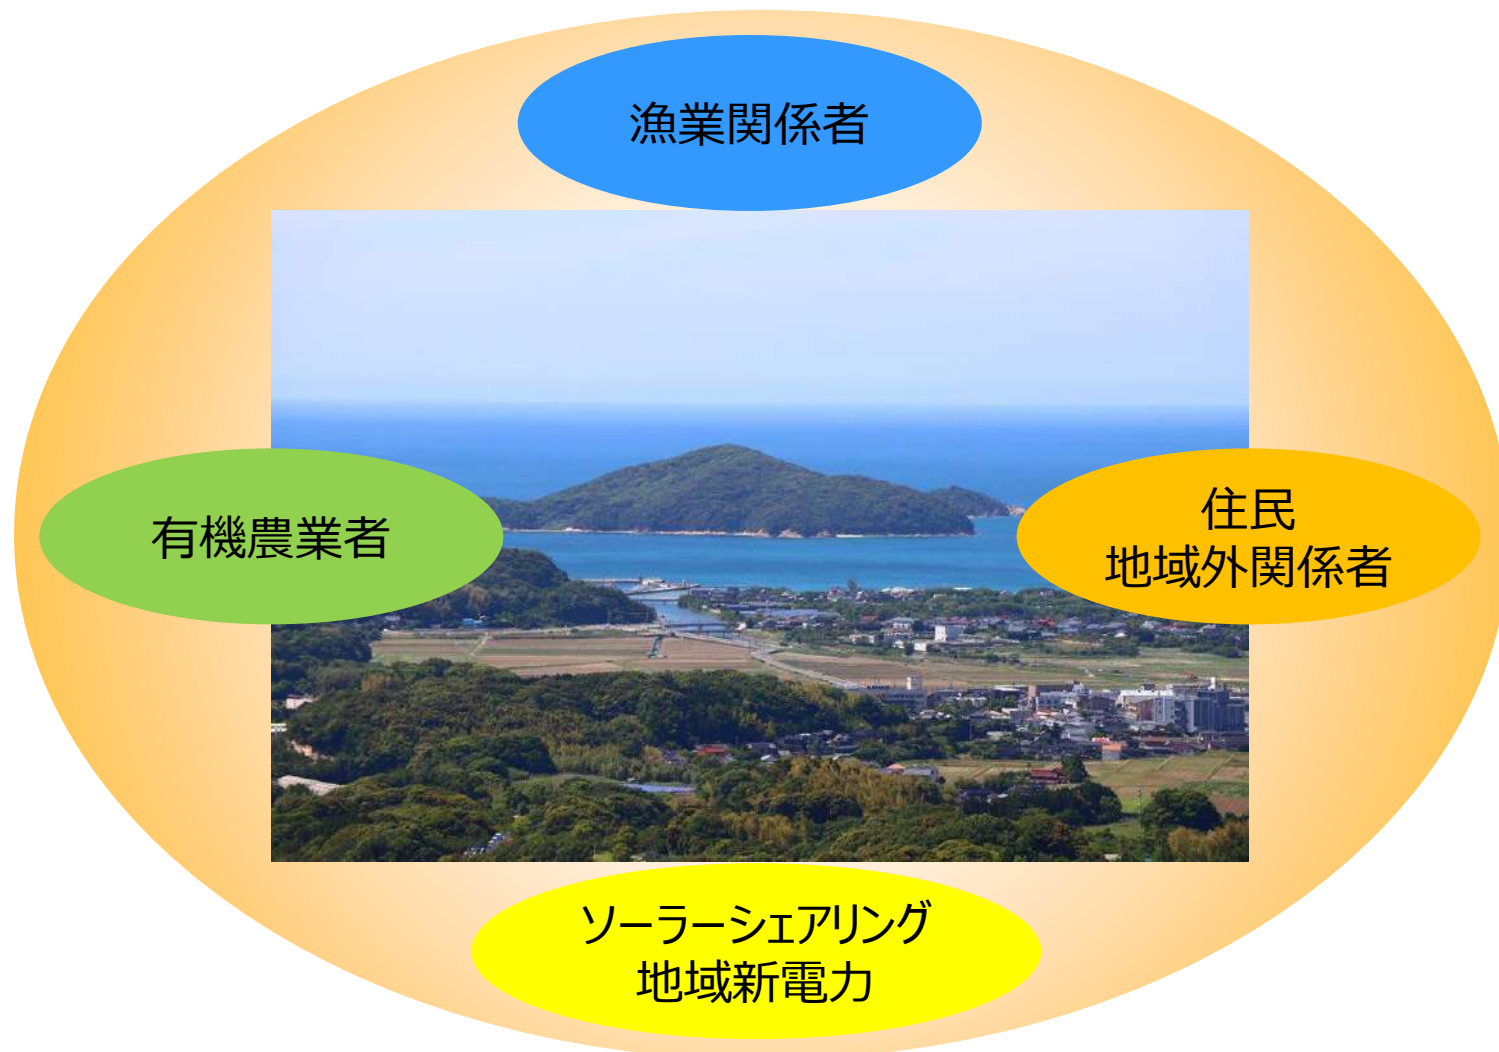 漁業関係者
有機農業者
住民
地域外関係者
ソーラーシェアリング
地域新電力